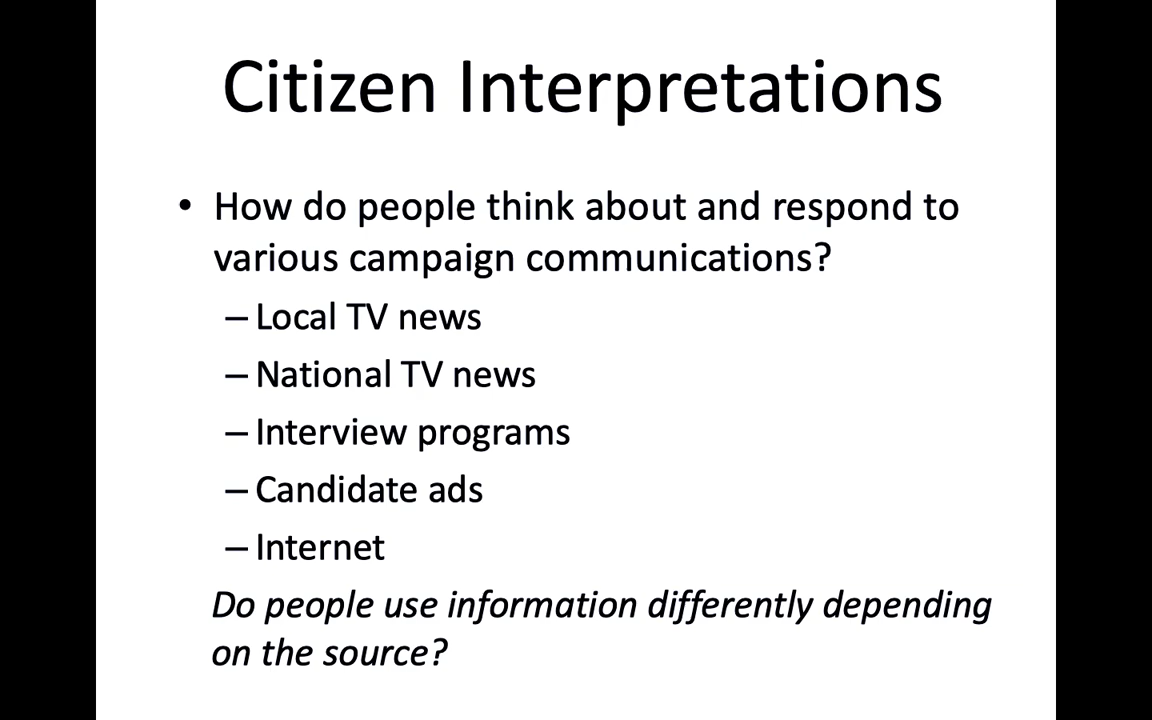 Citizen Interpretations
• How do people think about and respond to
various campaign communications?
– Local TV news
– National TV news
– Interview programs
– Candidate ads
– Internet
Do people use information differently depending
on the source?